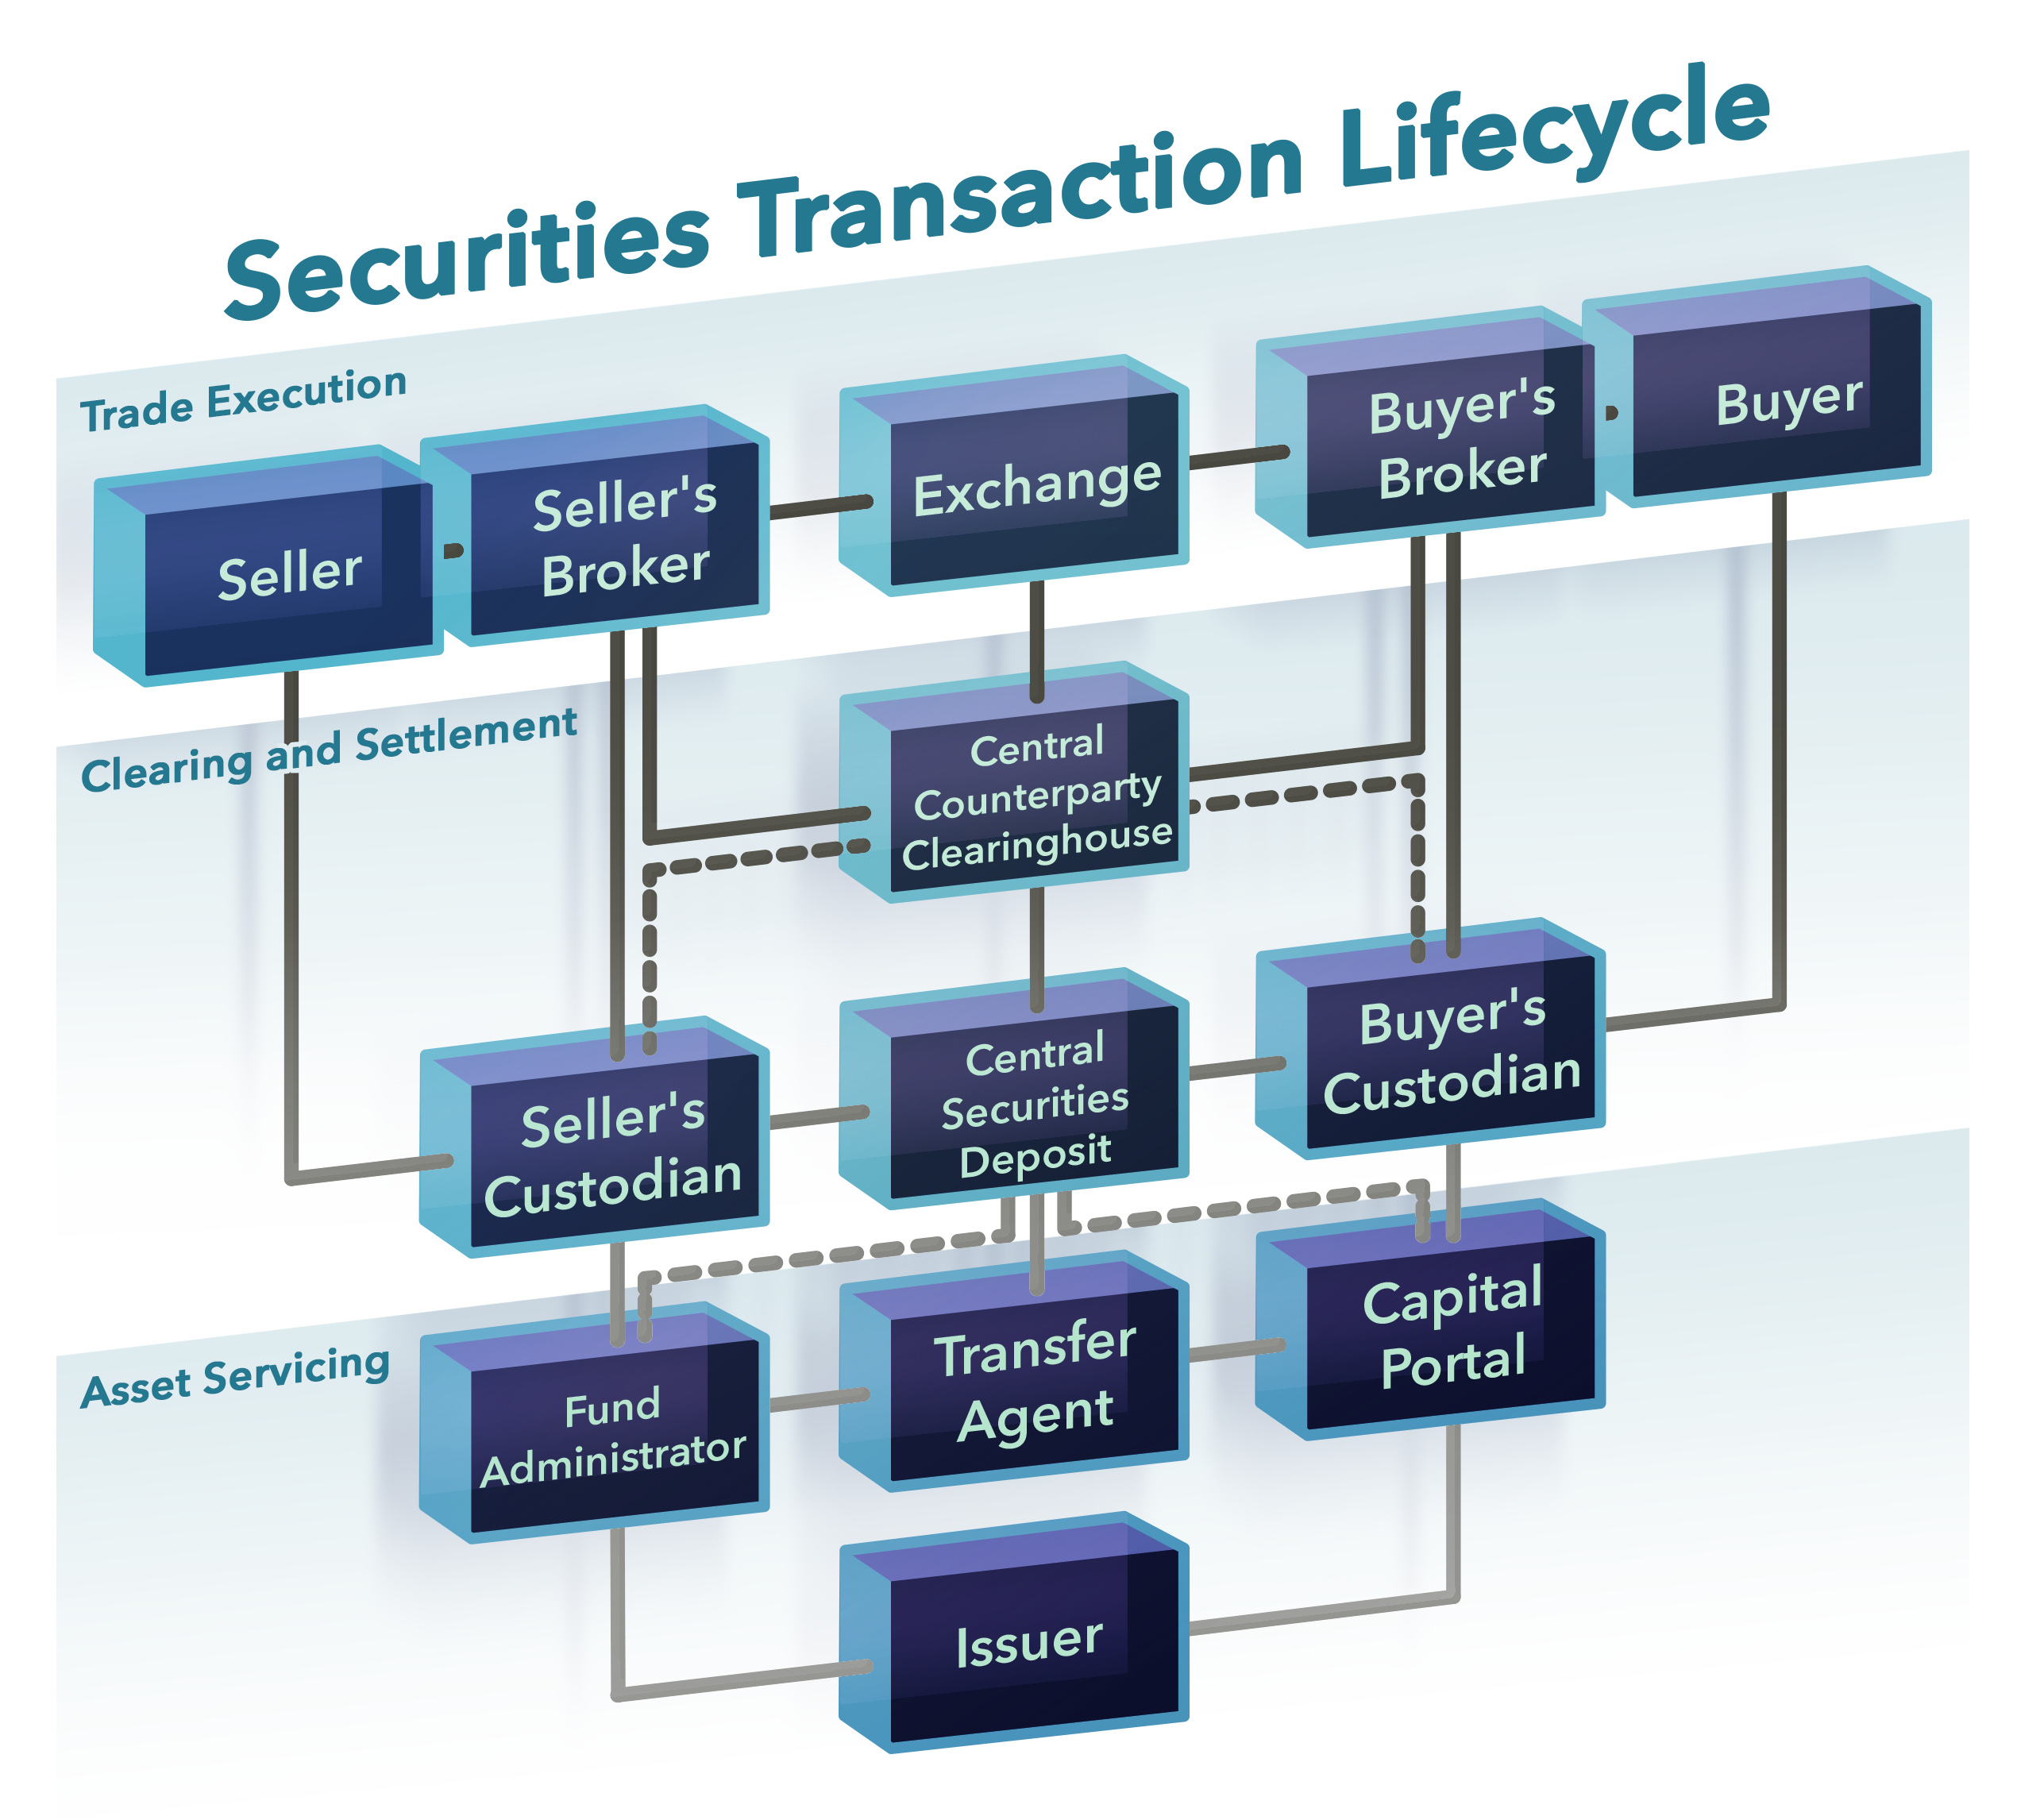 Securities Transaction Lifecycle
Trade Execution
Seller
Seller's
Broker
Exchange
Buyer's
Broker
Buyer
Clearing and Settlement
Central
Counterparty
Clearinghouse
Seller's
Custodian
Central
Securities
Deposit
Buyer's
Custodian
Asset Servicing
Fund
Administrator
Transfer
Agent
Capital
Portal
Issuer